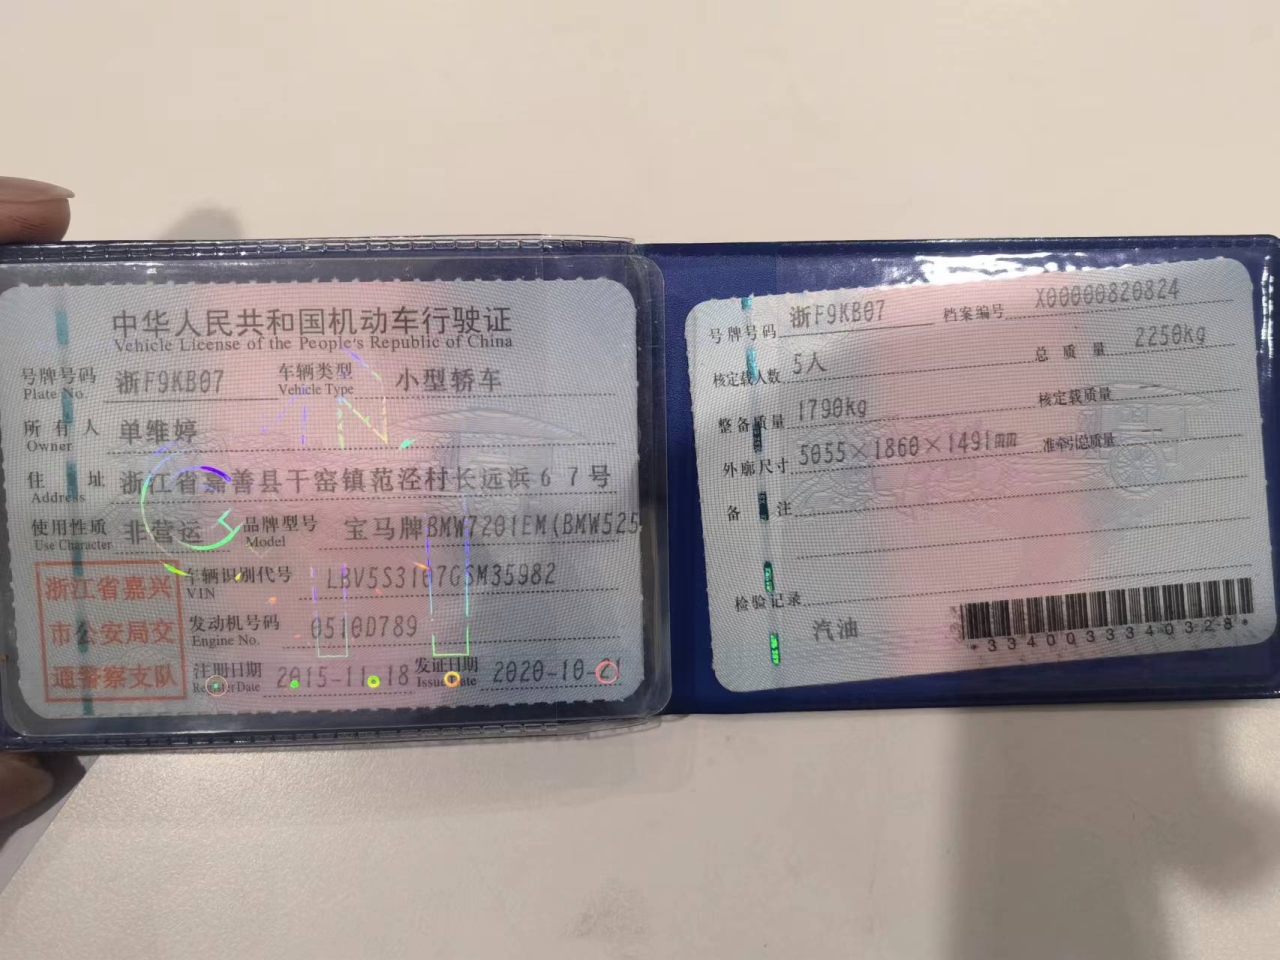 中华人民共和国机动车行驶证
Vehicle License of the People's Republic of China
号牌号码 浙F9KB07 车辆类型 小型轿车
Plate No. Vehicle Type
所有人 单维婷
Owner
住址 浙江省嘉善县干窑镇范泾村长远浜67号
Address
使用性质 非营运 品牌型号 宝马牌BMW7201EM(BMW525
Use Character Model
浙江省嘉兴
市公安局交
通警察支队
车辆识别代号 LBV5S3107GSM35982
VIN
发动机号码 0510D789
Engine No.
注册日期 2015-11-18 发证日期 2020-10-21
Register Date Issue Date
号牌号码 浙F9KB07 档案编号 X00000820824
核定载人数 5人 总质量 2250kg
整备质量 1790kg 核定载质量
外廓尺寸 5055×1860×1491mm 准牵引总质量
备注
检验记录
汽油
*3340033340328*